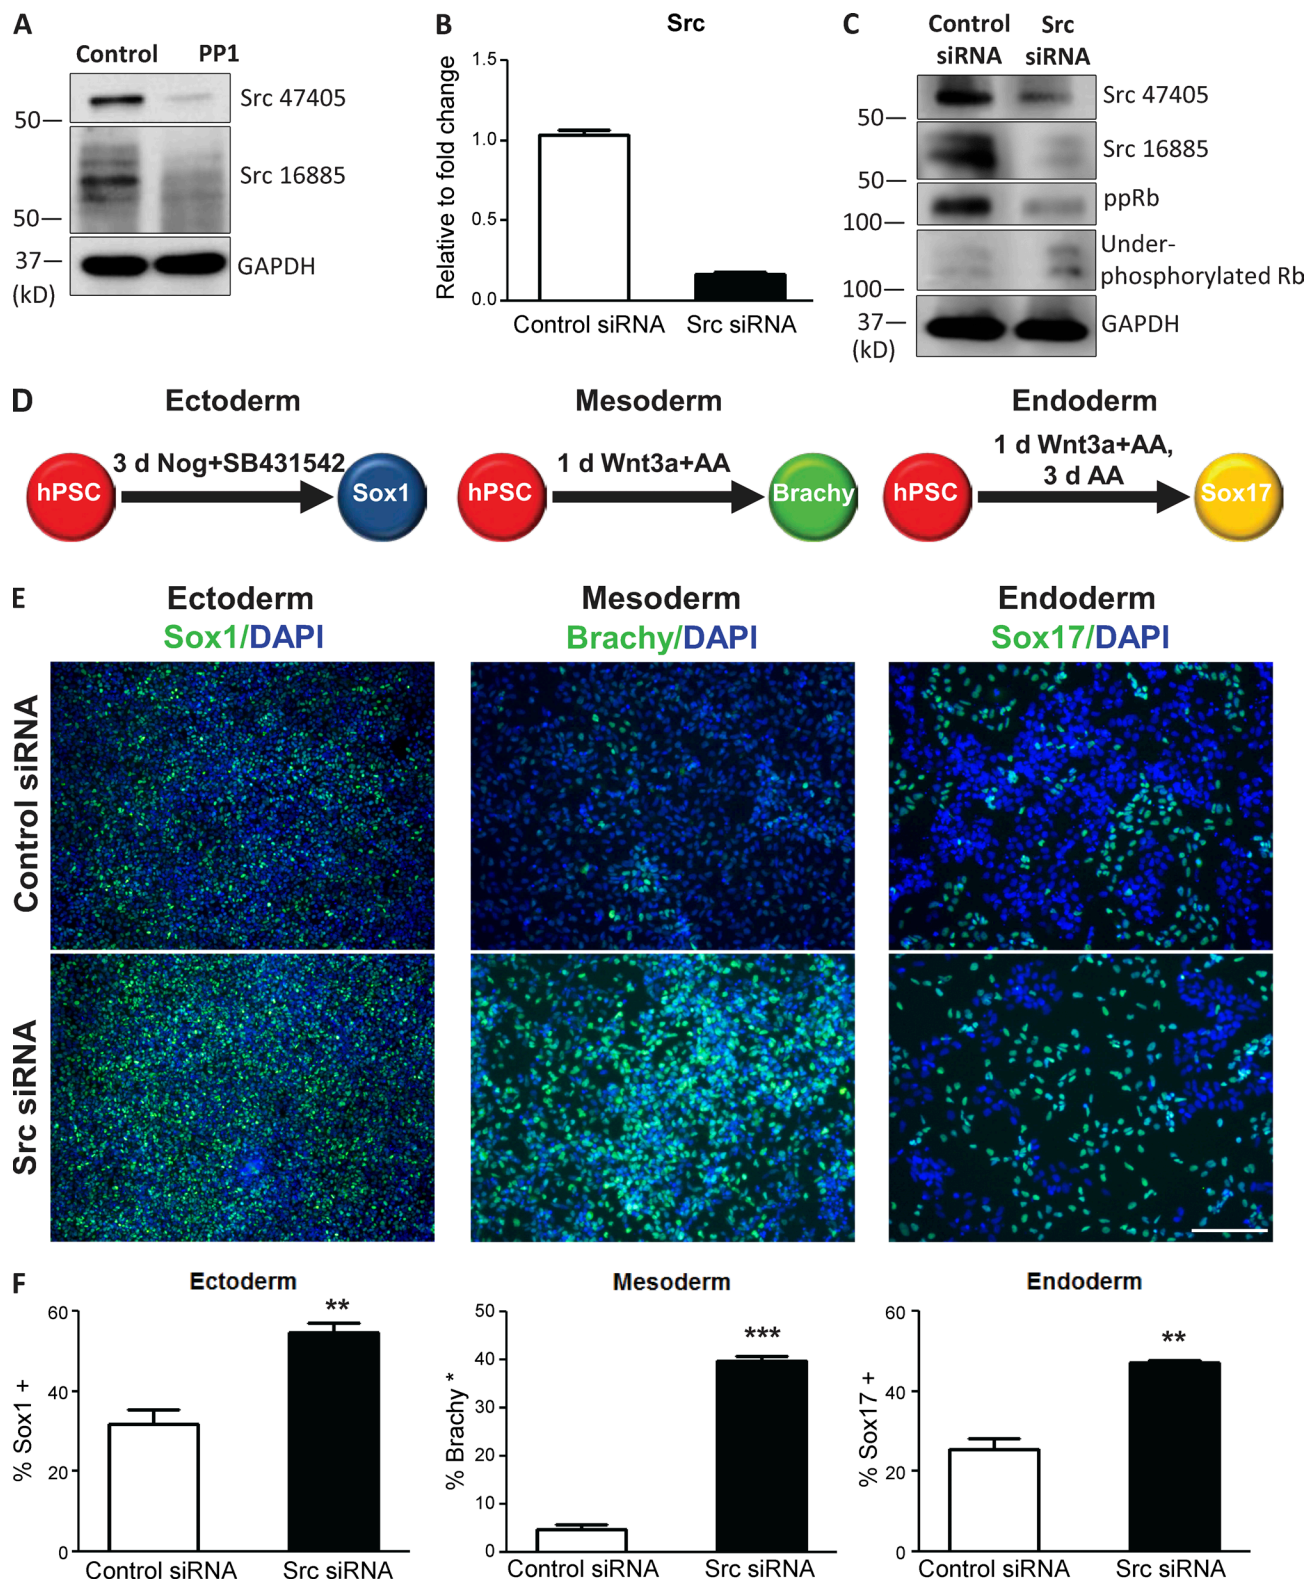 A
Control PP1
Src 47405
50
Src 16885
50
37
GAPDH
(kD)
B
Src
Relative to fold change
1.5
1.0
0.5
0.0
Control siRNA Src siRNA
C
Control Src
siRNA siRNA
Src 47405
50
Src 16885
50
ppRb
100
Under-
phosphorylated Rb
100
37
GAPDH
(kD)
D
Ectoderm Mesoderm Endoderm
hPSC 3 d Nog+SB431542 Sox1
hPSC 1 d Wnt3a+AA Brachy
hPSC 1 d Wnt3a+AA,
3 d AA Sox17
E
Ectoderm Mesoderm Endoderm
Sox1/DAPI Brachy/DAPI Sox17/DAPI
Control siRNA
Src siRNA
F
Ectoderm
% Sox1 +
60
40
20
0
**
Control siRNA Src siRNA
Mesoderm
% Brachy *
50
40
30
20
10
0
***
Control siRNA Src siRNA
Endoderm
% Sox17 +
60
40
20
0
**
Control siRNA Src siRNA